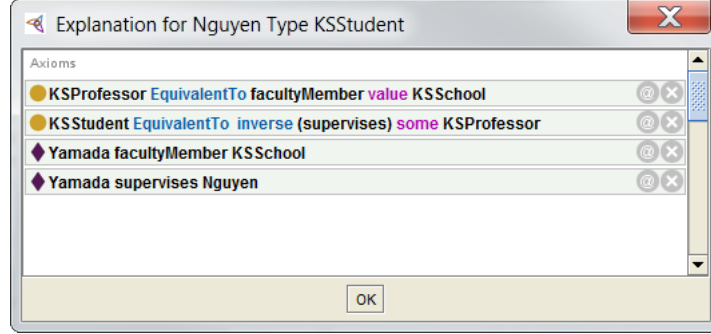 Explanation for Nguyen Type KSStudent
X
Axioms
KSProfessor EquivalentTo facultyMember value KSSchool
@
KSStudent EquivalentTo inverse (supervises) some KSProfessor
@
Yamada facultyMember KSSchool
@
Yamada supervises Nguyen
@
OK